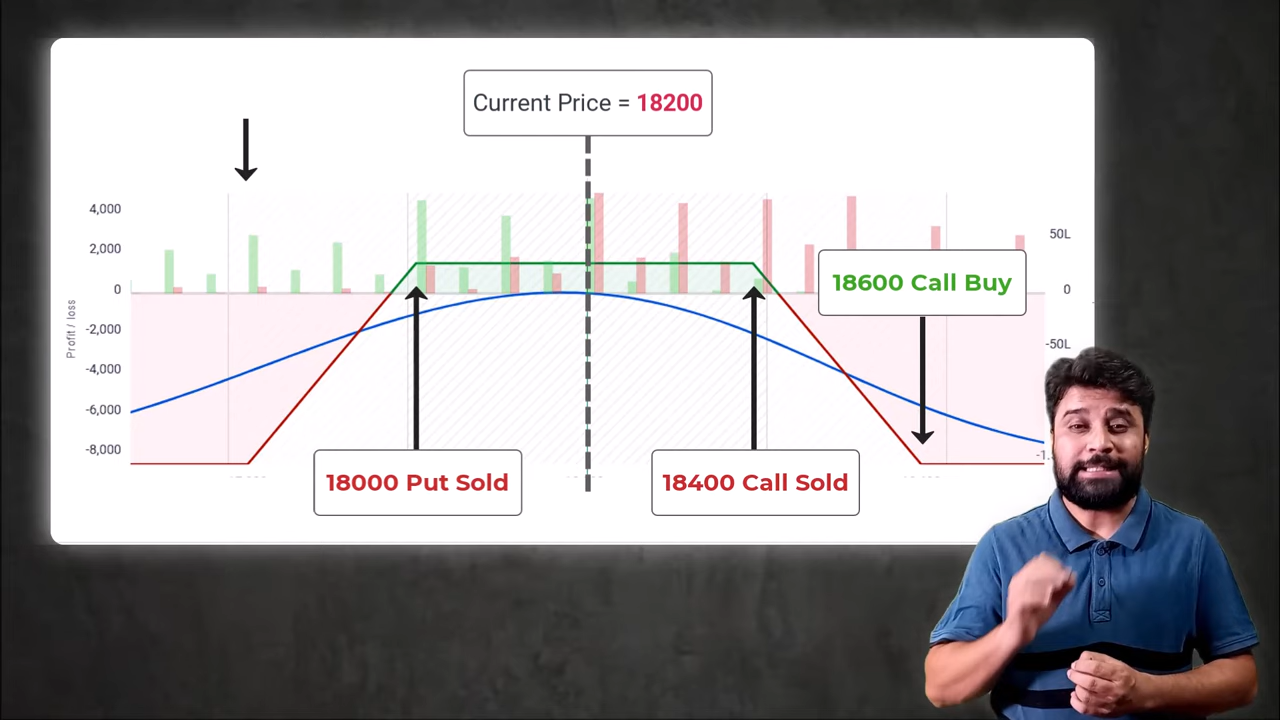 Current Price = 18200
4,000
2,000
0
-2,000
-4,000
-6,000
-8,000
Profit / loss
50L
0
-50L
-1.
18600 Call Buy
18000 Put Sold
18400 Call Sold